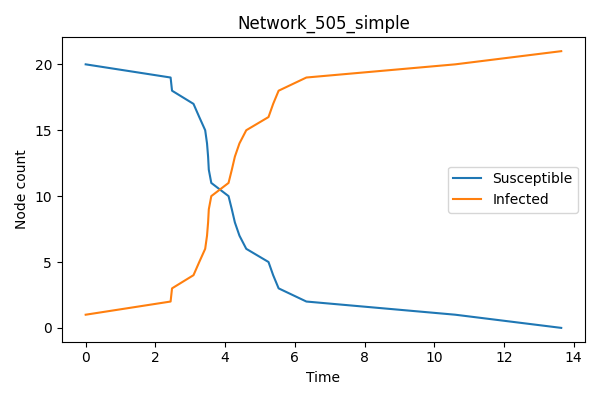 Network_505_simple
Node count
20
15
10
5
0
Susceptible
Infected
0 2 4 6 8 10 12 14
Time